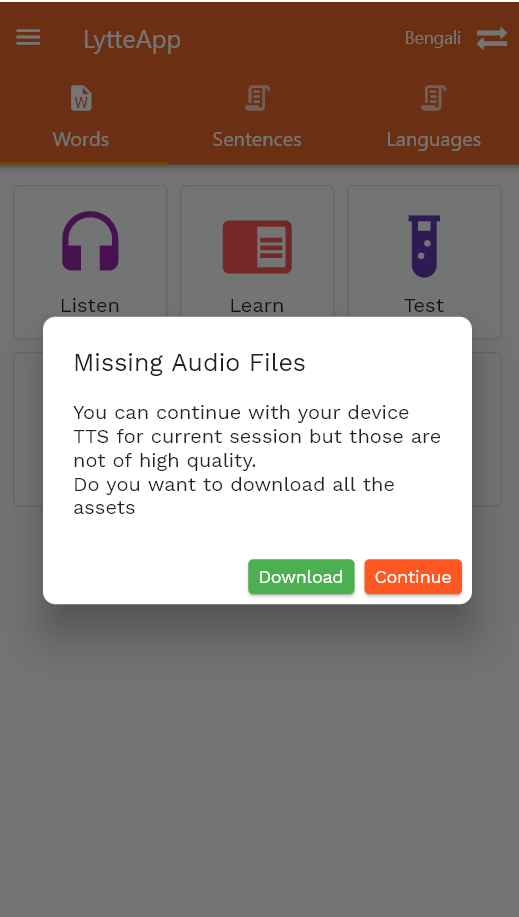 LytteApp
Bengali
W
Words
Sentences
Languages
Listen
Learn
Test
Missing Audio Files
You can continue with your device
TTS for current session but those are
not of high quality.
Do you want to download all the
assets
Download
Continue